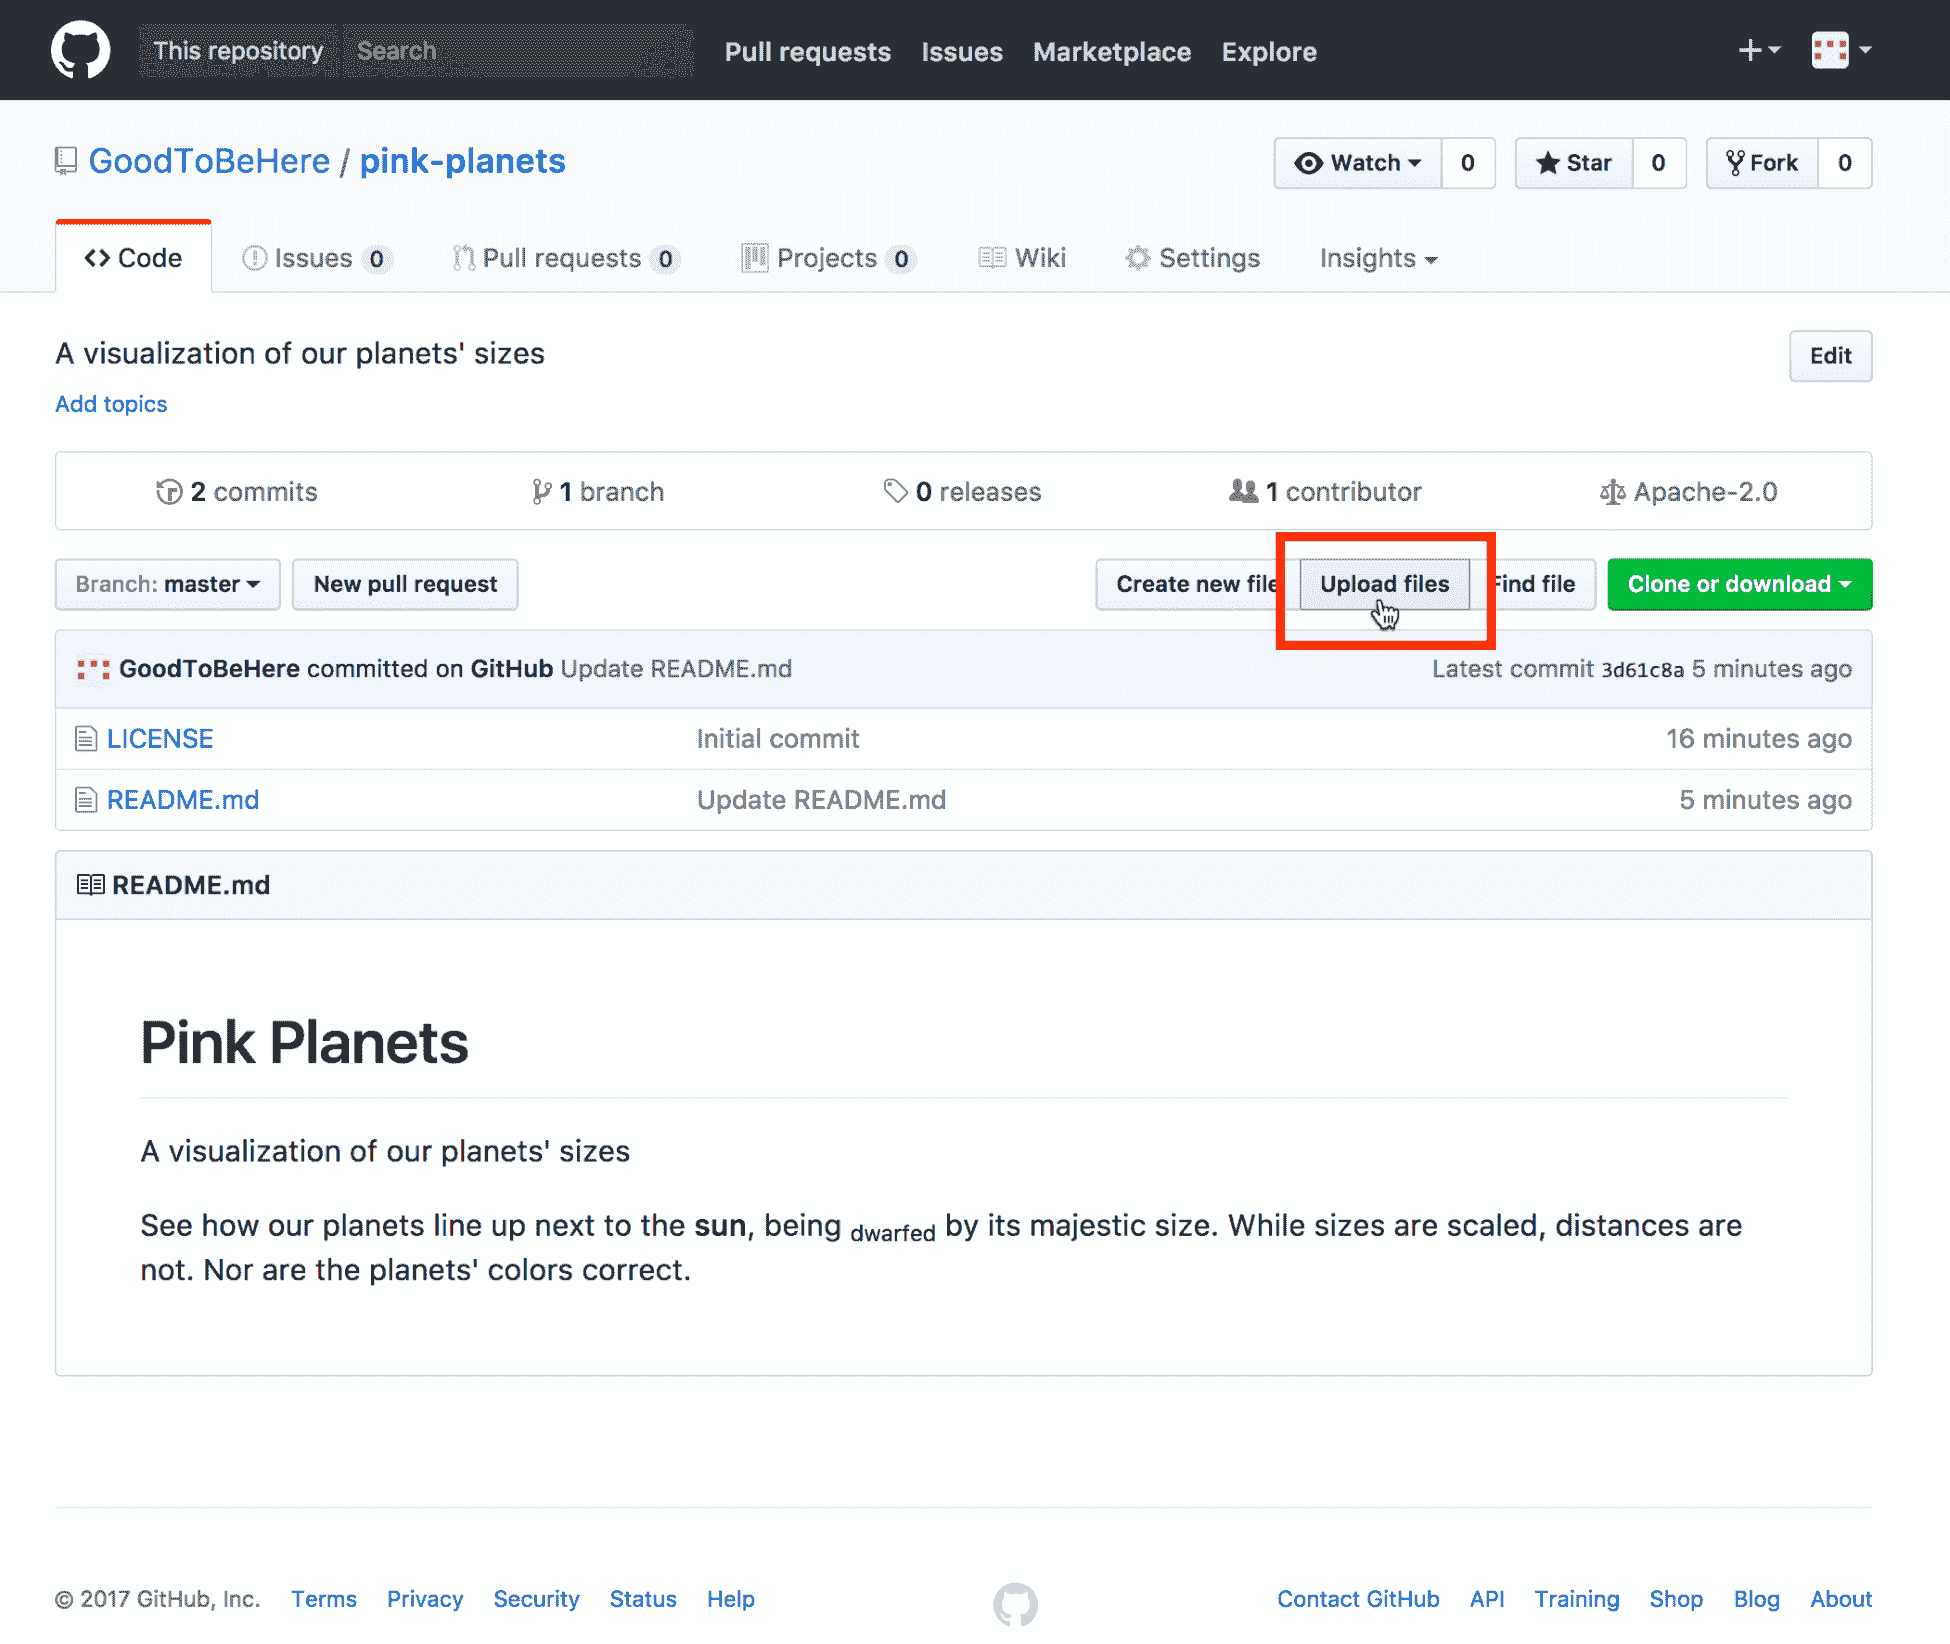 This repository Search Pull requests Issues Marketplace Explore
GoodToBeHere / pink-planets Watch 0 Star 0 Fork 0
Code Issues 0 Pull requests 0 Projects 0 Wiki Settings Insights
A visualization of our planets' sizes Edit
Add topics
2 commits 1 branch 0 releases 1 contributor Apache-2.0
Branch: master New pull request Create new file Upload files Find file Clone or download
GoodToBeHere committed on GitHub Update README.md Latest commit 3d61c8a 5 minutes ago
LICENSE Initial commit 16 minutes ago
README.md Update README.md 5 minutes ago
README.md
Pink Planets
A visualization of our planets' sizes
See how our planets line up next to the sun, being dwarfed by its majestic size. While sizes are scaled, distances are
not. Nor are the planets' colors correct.
© 2017 GitHub, Inc. Terms Privacy Security Status Help Contact GitHub API Training Shop Blog About